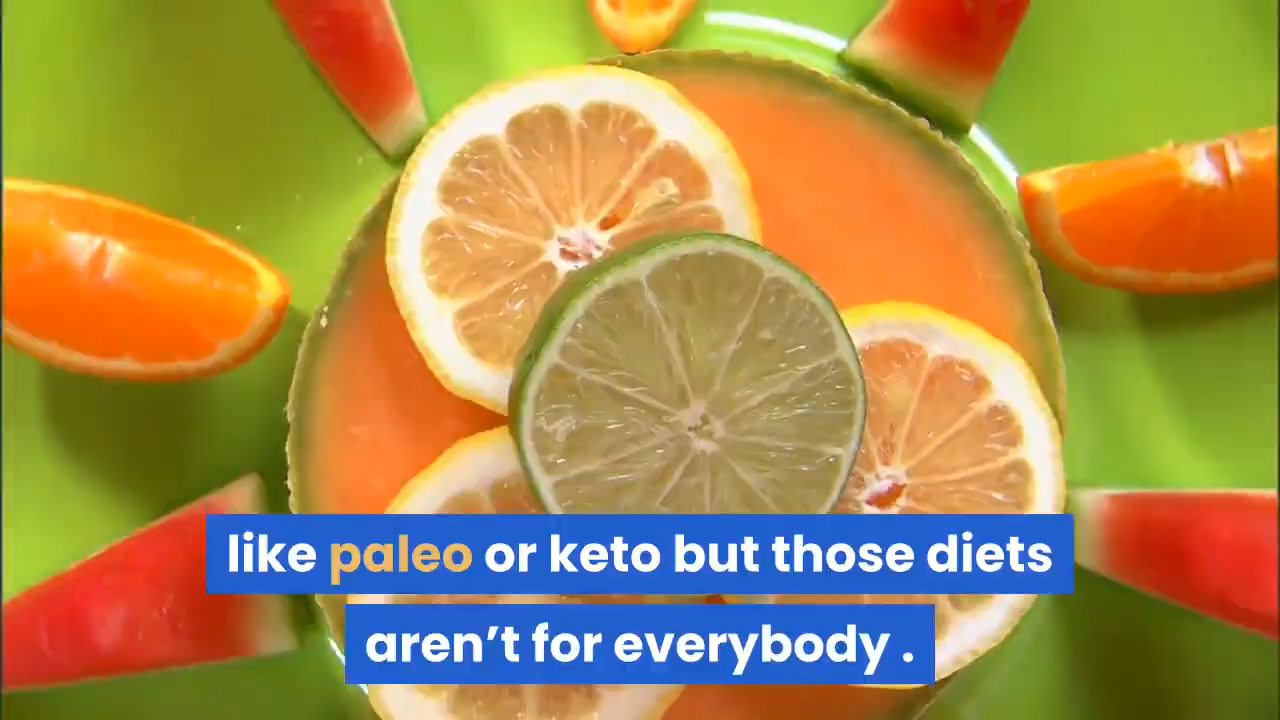 like paleo or keto but those diets
aren’t for everybody .